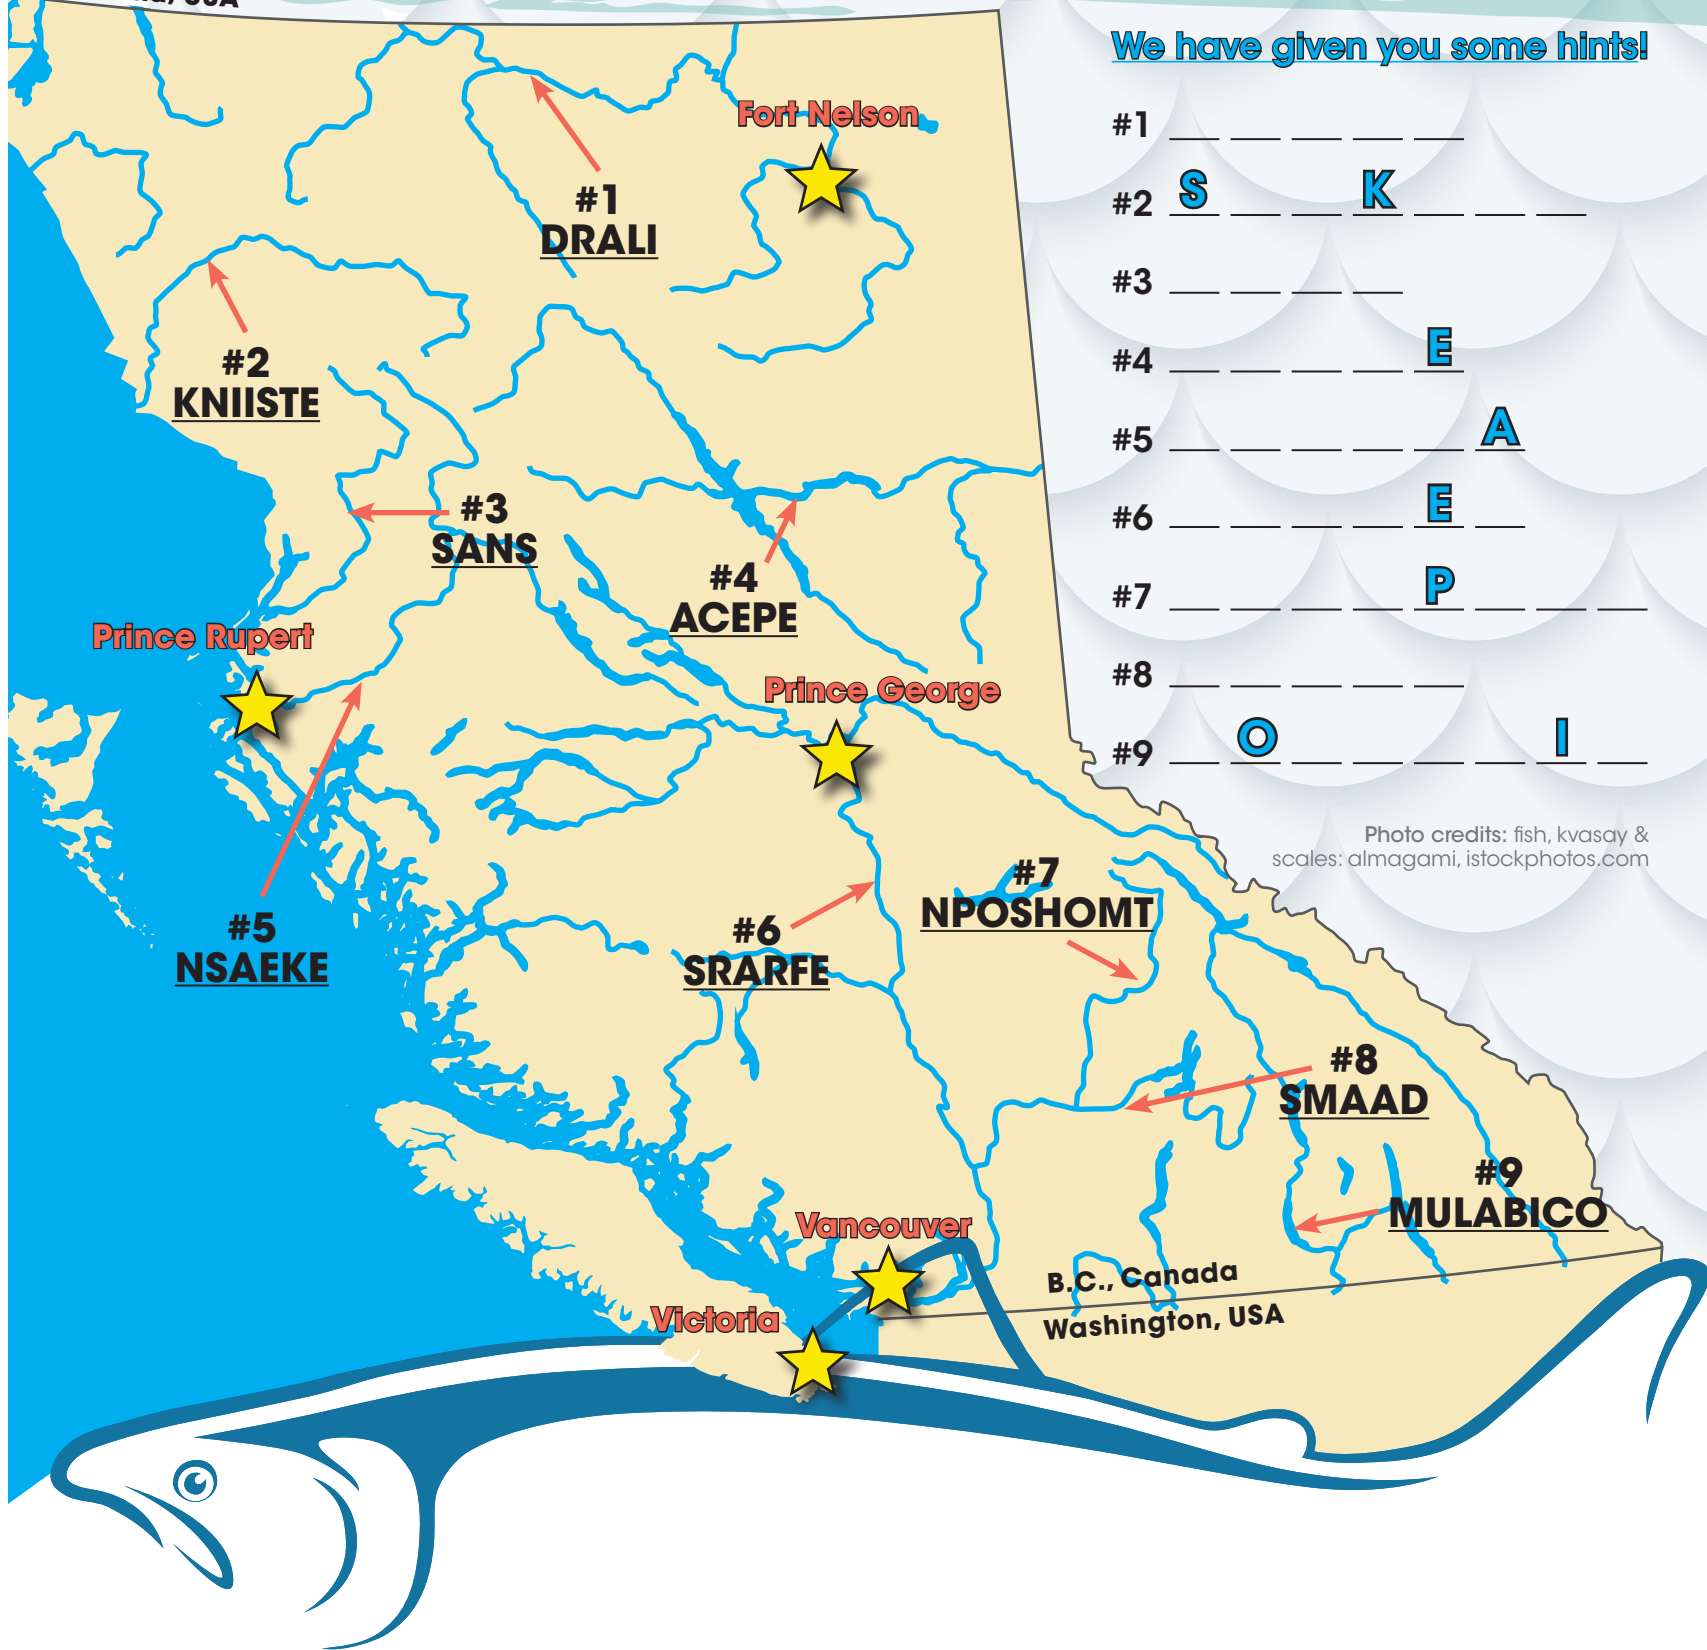 We have given you some hints!
#1
#2 S K
#3
#4 E
#5 A
#6 E
#7 P
#8
#9 O I
Photo credits: fish, kvasay &
scales: almagami, istockphotos.com
Fort Nelson
#1
DRALI
#2
KNIISTE
#3
SANS
#4
ACEPE
Prince Rupert
Prince George
#5
NSAEKE
#6
SRARFE
#7
NPOSHOMT
#8
SMAAD
#9
MULABICO
Vancouver
Victoria
B.C., Canada
Washington, USA